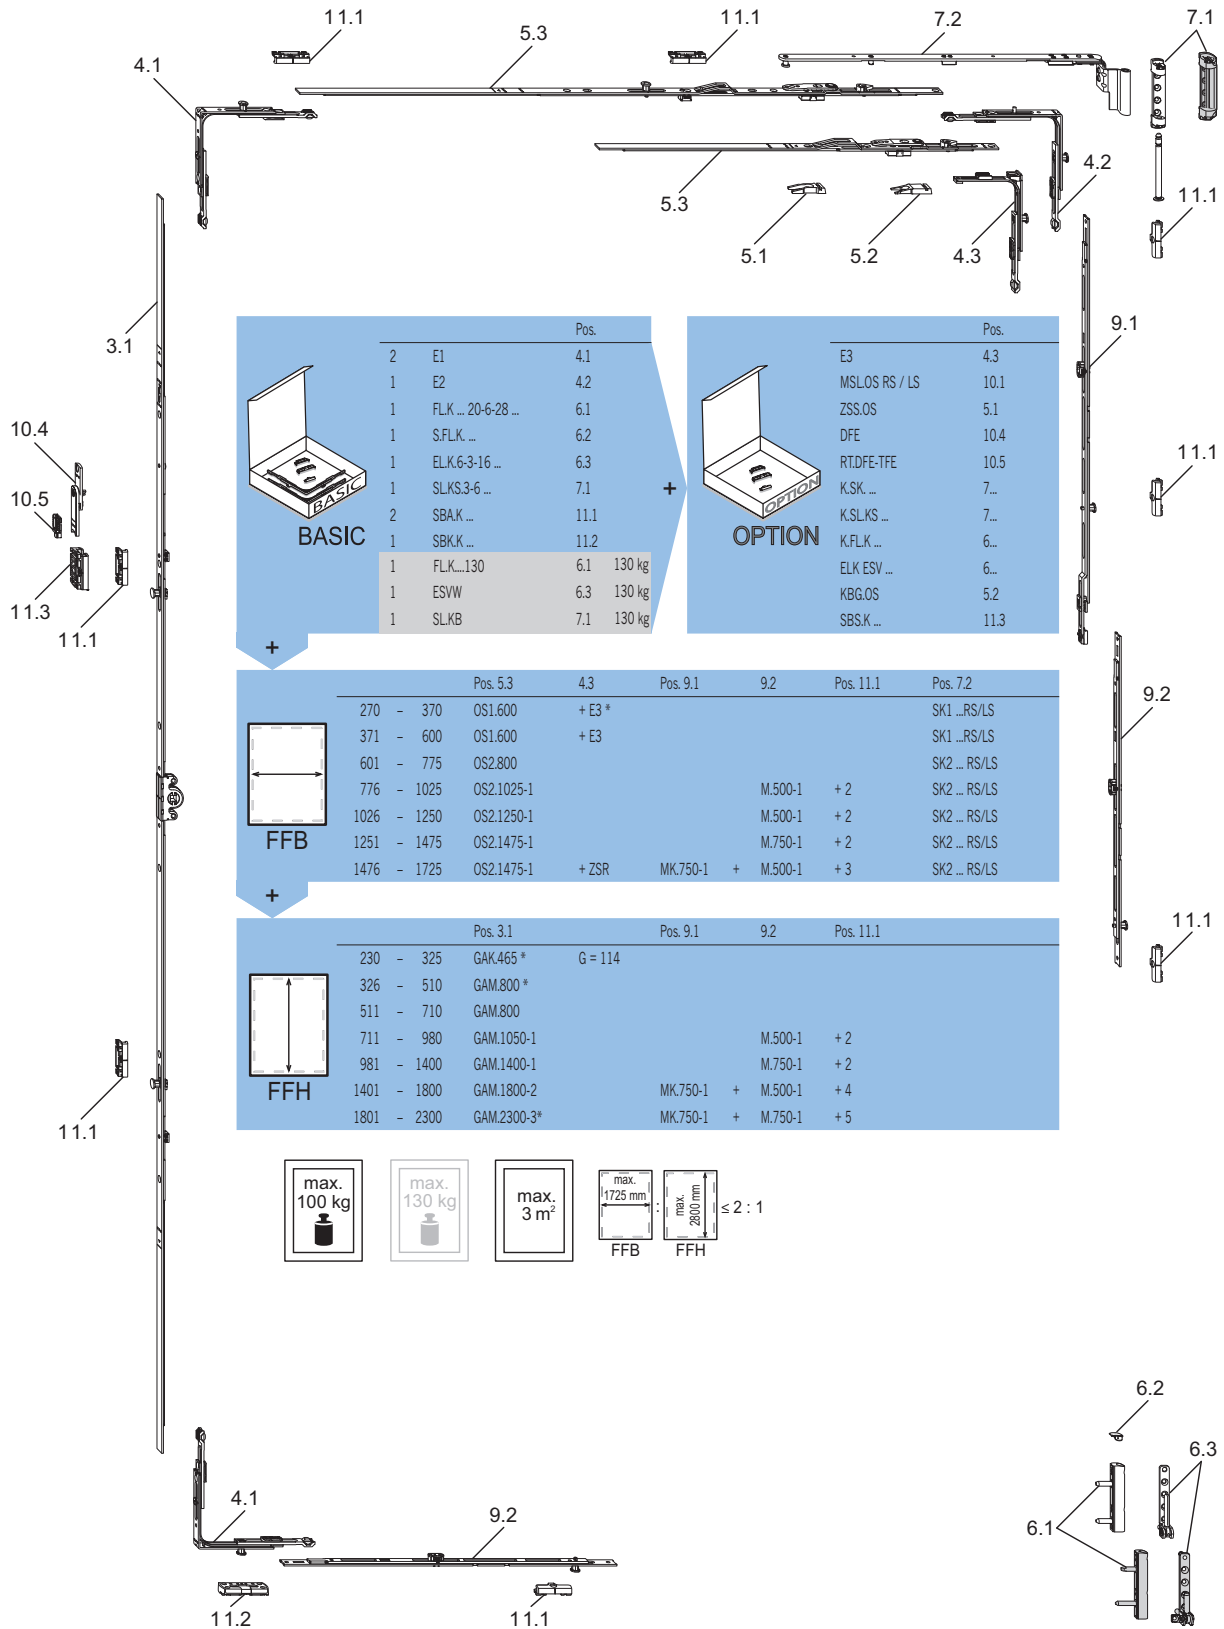 11.1
5.3
11.1
7.2
7.1
4.1
5.3
5.1
5.2
4.3
4.2
11.1
3.1
9.1
Pos.
2 E1 4.1
1 E2 4.2
1 FL.K ... 20-6-28 ... 6.1
1 S.FL.K. ... 6.2
1 EL.K.6-3-16 ... 6.3
1 SL.KS.3-6 ... 7.1
2 SBA.K ... 11.1
1 SBK.K ... 11.2
1 FL.K....130 6.1 130 kg
1 ESVW 6.3 130 kg
1 SL.KB 7.1 130 kg
BASIC
BASIC
+
Pos.
E3 4.3
MSL.OS RS / LS 10.1
ZSS.OS 5.1
DFE 10.4
RT.DFE-TFE 10.5
K.SK. ... 7...
K.SL.KS ... 7...
K.FL.K ... 6...
ELK ESV ... 6...
KBG.OS 5.2
SBS.K ... 11.3
OPTION
OPTION
10.4
10.5
11.3
11.1
11.1
+
Pos. 5.3 4.3 Pos. 9.1 9.2 Pos. 11.1 Pos. 7.2
270 – 370 OS1.600 + E3 * SK1 ...RS/LS
371 – 600 OS1.600 + E3 SK1 ...RS/LS
601 – 775 OS2.800 SK2 ... RS/LS
776 – 1025 OS2.1025-1 M.500-1 + 2 SK2 ... RS/LS
1026 – 1250 OS2.1250-1 M.500-1 + 2 SK2 ... RS/LS
1251 – 1475 OS2.1475-1 M.750-1 + 2 SK2 ... RS/LS
1476 – 1725 OS2.1475-1 + ZSR MK.750-1 + M.500-1 + 3 SK2 ... RS/LS
FFB
9.2
+
Pos. 3.1 Pos. 9.1 9.2 Pos. 11.1
230 – 325 GAK.465 * G = 114
326 – 510 GAM.800 *
511 – 710 GAM.800
711 – 980 GAM.1050-1 M.500-1 + 2
981 – 1400 GAM.1400-1 M.750-1 + 2
1401 – 1800 GAM.1800-2 MK.750-1 + M.500-1 + 4
1801 – 2300 GAM.2300-3* MK.750-1 + M.750-1 + 5
FFH
11.1
11.1
max.
100 kg
max.
130 kg
max.
3 m²
max.
1725 mm
FFB
:
max.
2800 mm
FFH
≤ 2 : 1
4.1
9.2
11.2
11.1
6.2
6.3
6.1